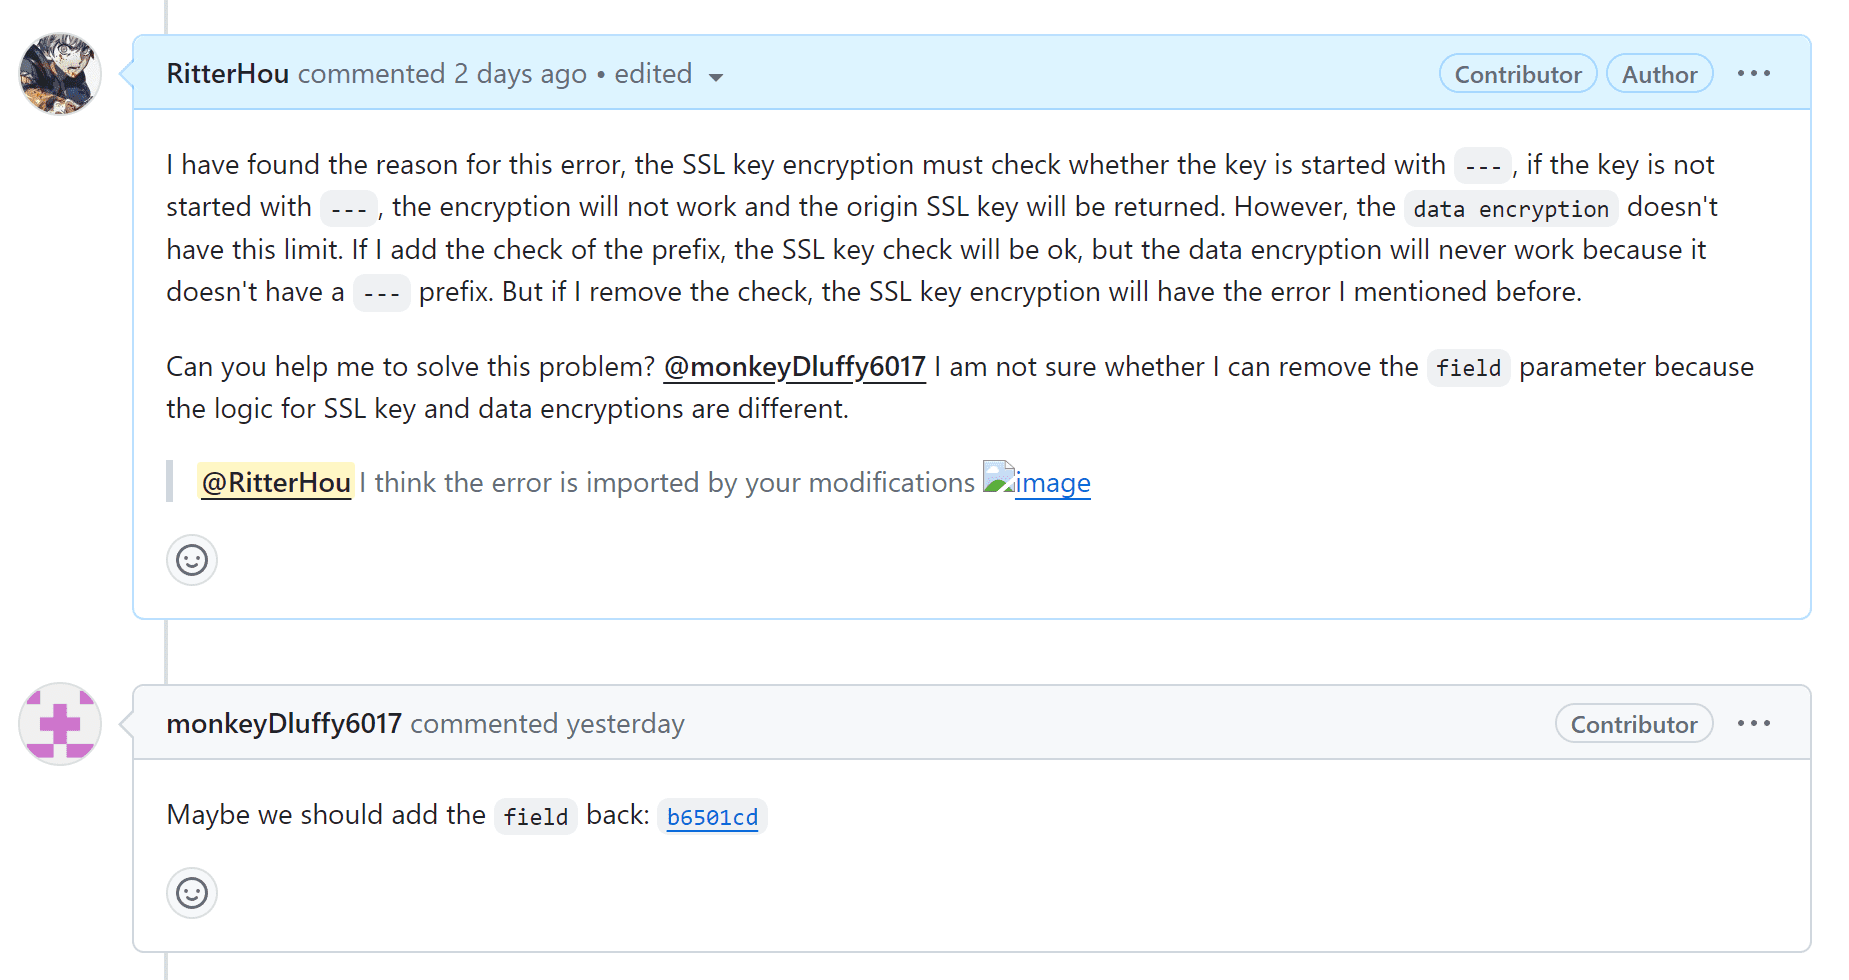 RitterHou commented 2 days ago • edited
Contributor
Author
I have found the reason for this error, the SSL key encryption must check whether the key is started with ---, if the key is not
started with ---, the encryption will not work and the origin SSL key will be returned. However, the data encryption doesn't
have this limit. If I add the check of the prefix, the SSL key check will be ok, but the data encryption will never work because it
doesn't have a --- prefix. But if I remove the check, the SSL key encryption will have the error I mentioned before.
Can you help me to solve this problem? @monkeyDluffy6017 I am not sure whether I can remove the field parameter because
the logic for SSL key and data encryptions are different.
@RitterHou I think the error is imported by your modifications image
monkeyDluffy6017 commented yesterday
Contributor
Maybe we should add the field back: b6501cd